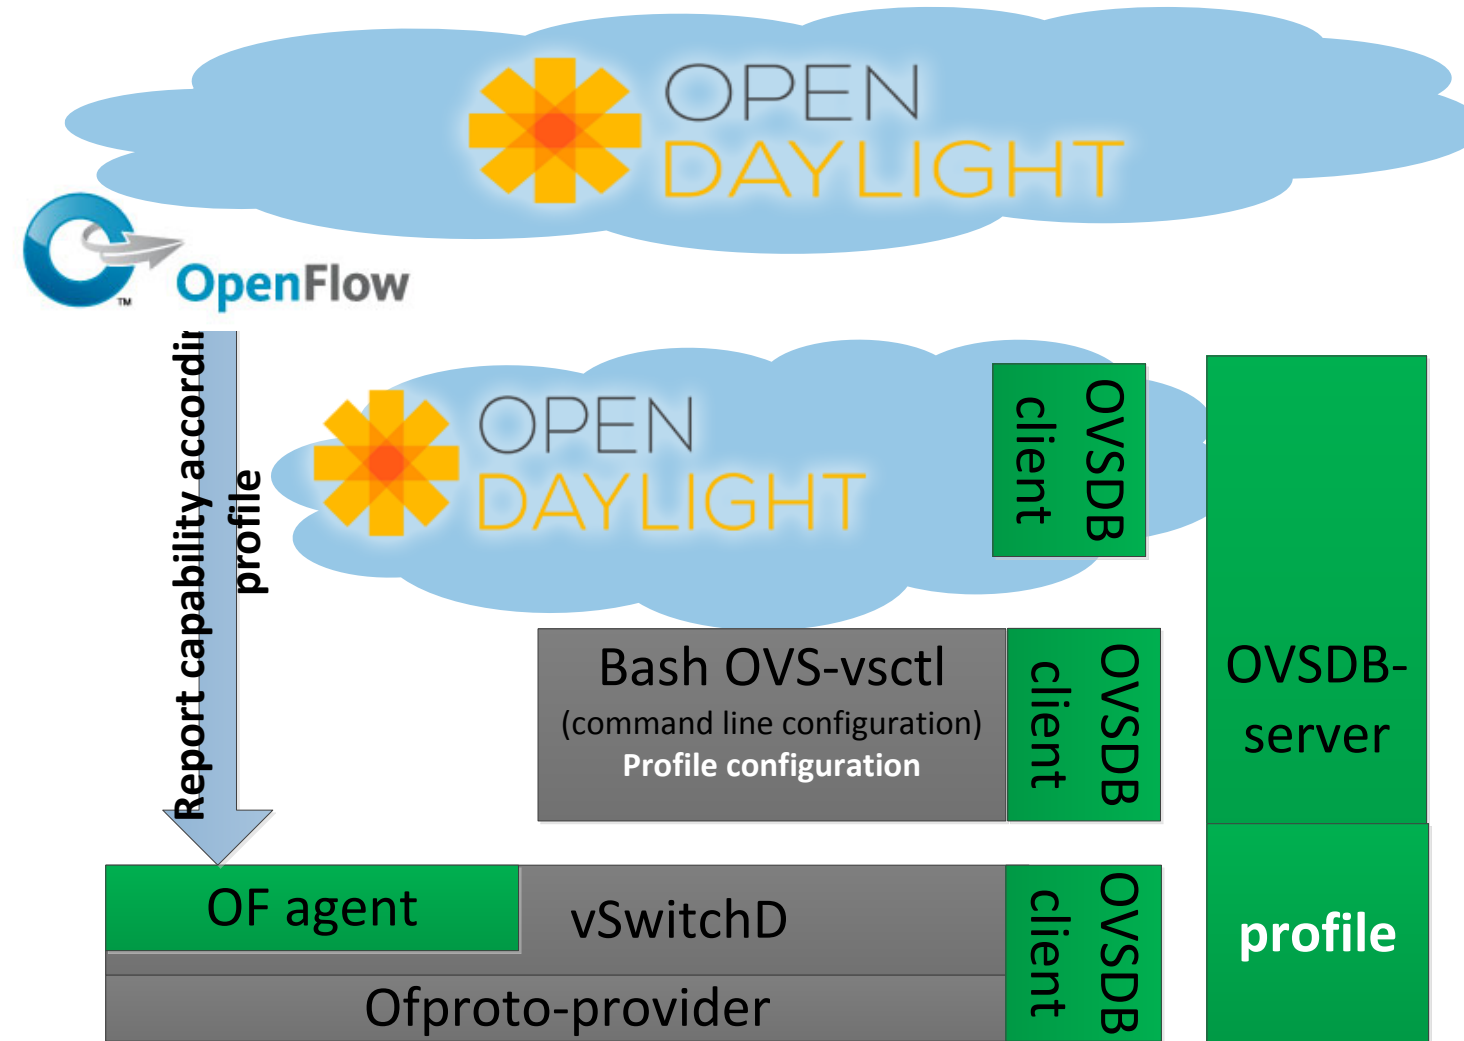 OPEN
DAYLIGHT
OpenFlow
TM
Report capability
profile
OPEN
DAYLIGHT
OVSDB
client
Bash OVS-vsctl
(command line configuration)
Profile configuration
OVSDB
client
OVSDB-
server
OF agent
vSwitchD
Ofproto-provider
OVSDB
client
profile